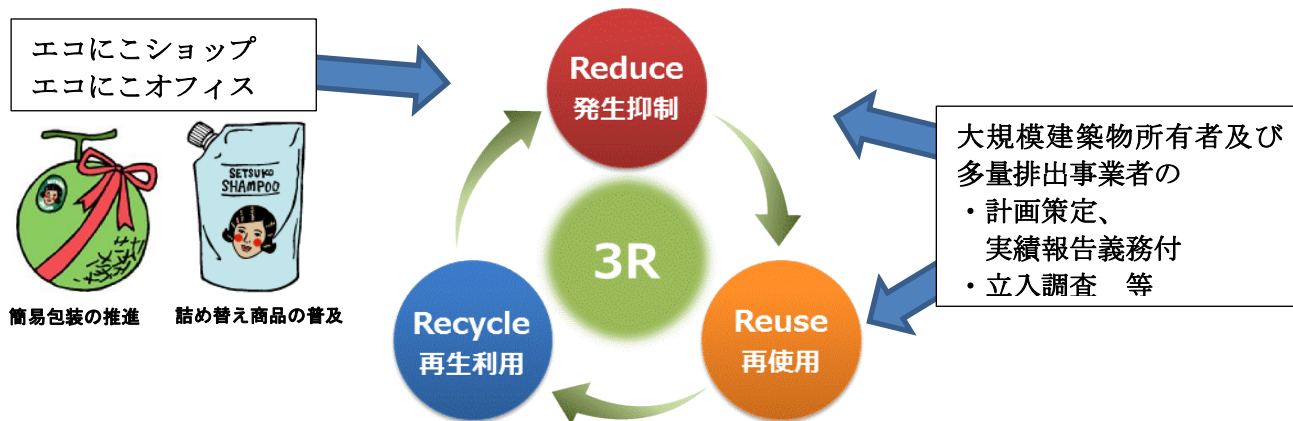 エコにこショップ
エコにこオフィス
SETSUKO
SHAMPOO
簡易包装の推進
詰め替え商品の普及
Reduce
発生抑制
3R
Recycle
再生利用
Reuse
再使用
大規模建築物所有者及び
多量排出事業者の
・計画策定、
実績報告義務付
・立入調査　等